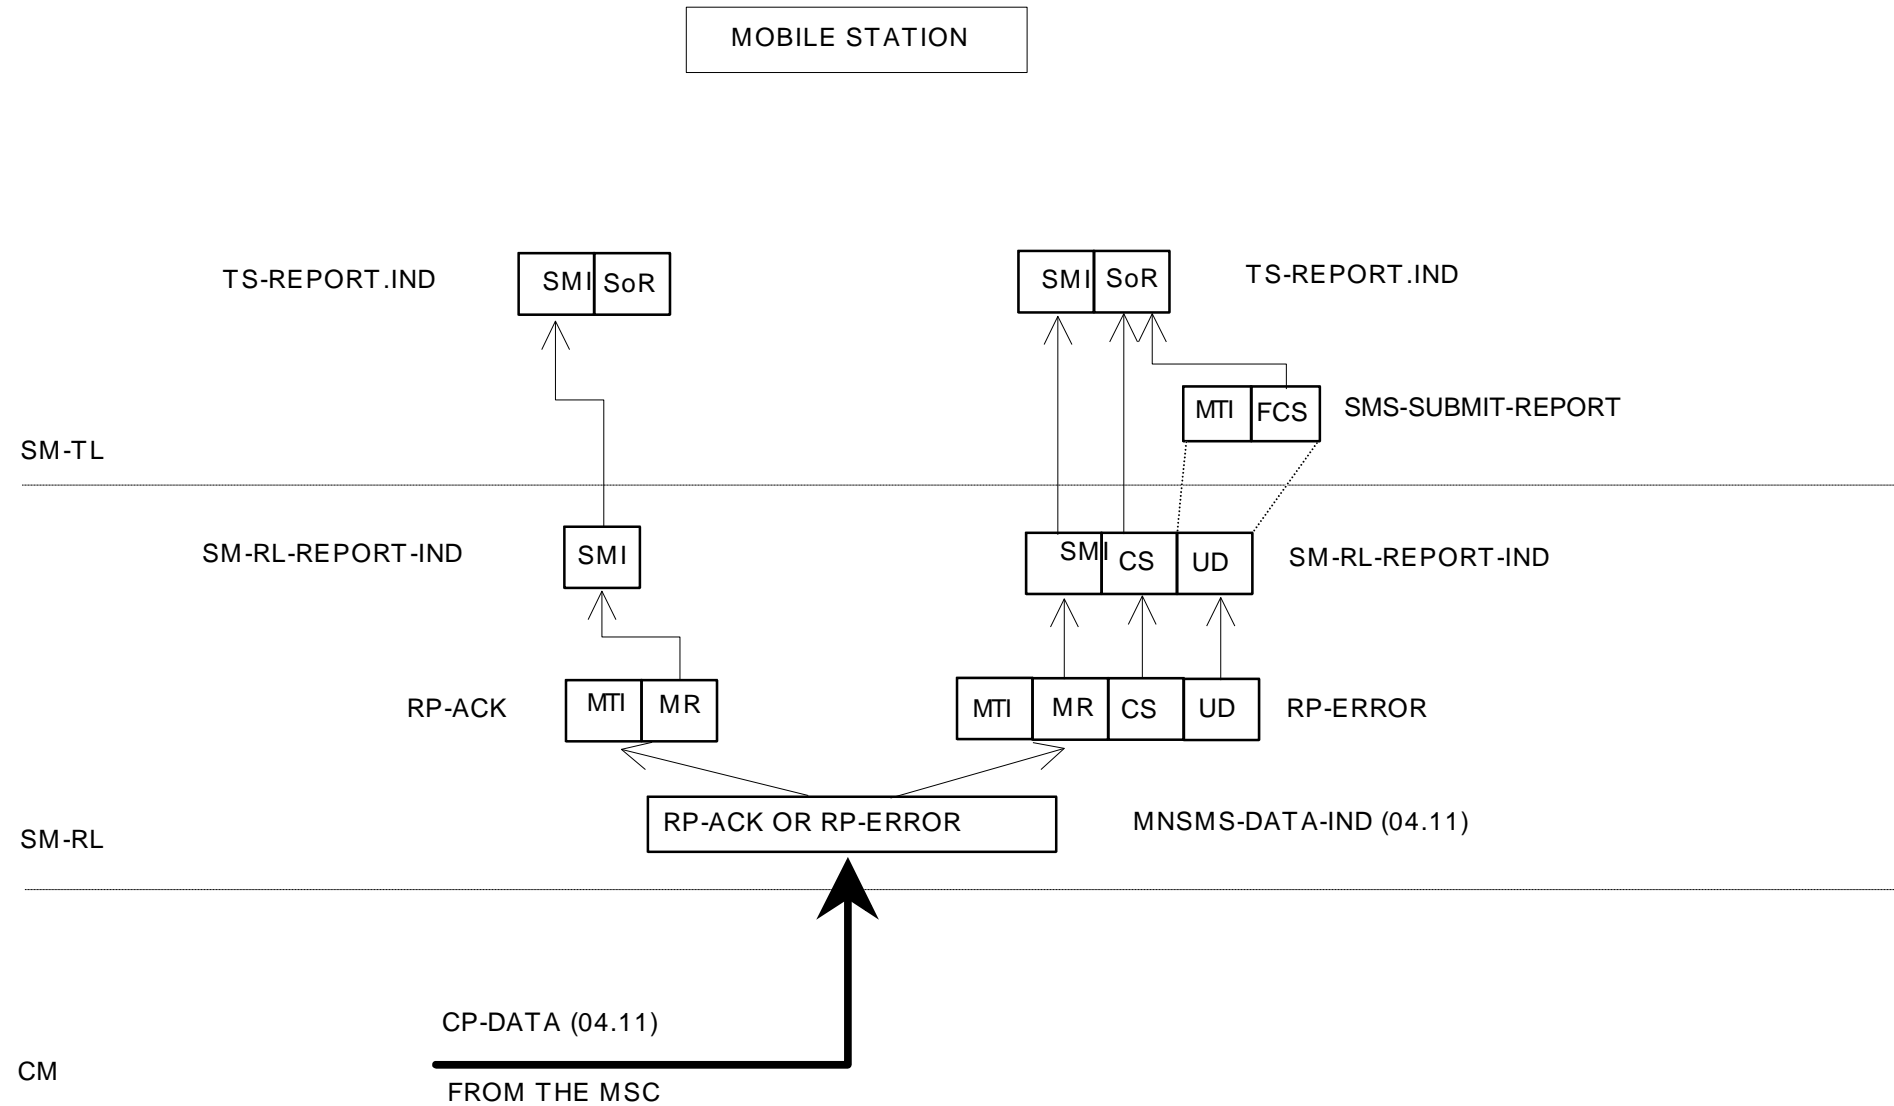 MOBILE STATION
TS-REPORT.IND
SMI SoR
SMI SoR
TS-REPORT.IND
MTI FCS
SMS-SUBMIT-REPORT
SM-TL
SM-RL-REPORT-IND
SMI
SMI CS UD
SM-RL-REPORT-IND
RP-ACK
MTI MR
MTI MR CS UD
RP-ERROR
RP-ACK OR RP-ERROR
MNSMS-DATA-IND (04.11)
SM-RL
CP-DATA (04.11)
CM
FROM THE MSC